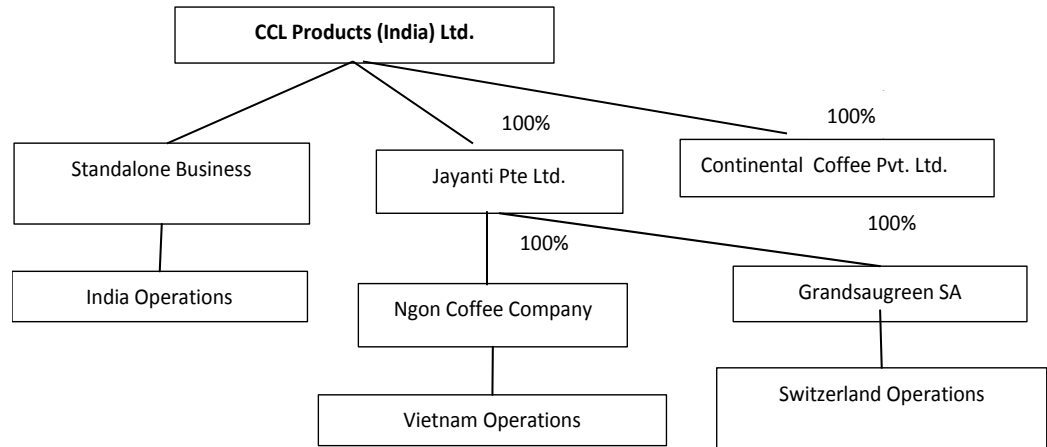 CCL Products (India) Ltd.
100%
100%
Standalone Business
Jayanti Pte Ltd.
Continental Coffee Pvt. Ltd.
100%
100%
India Operations
Ngon Coffee Company
Grandsaugreen SA
Vietnam Operations
Switzerland Operations